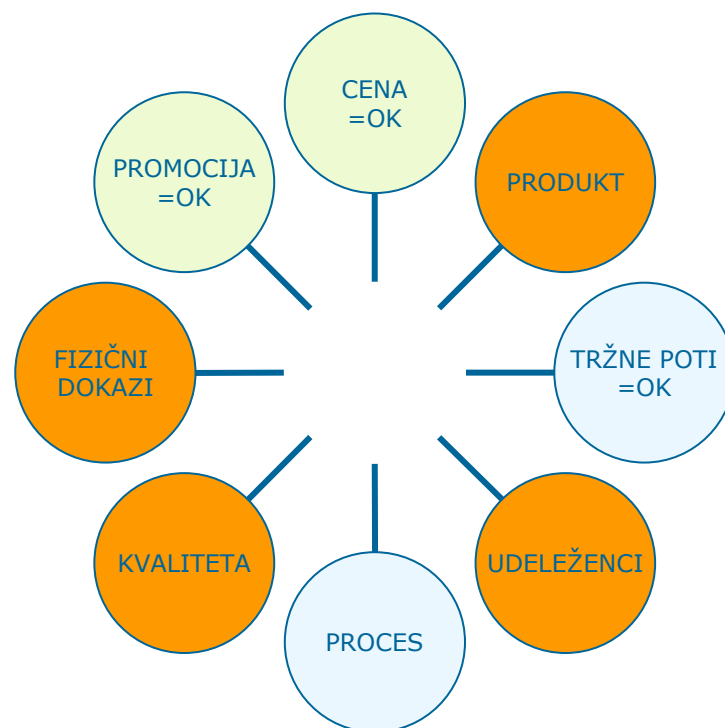 CENA
=OK
PROMOCIJA
=OK
PRODUKT
FIZIČNI
DOKAZI
TRŽNE POTI
=OK
KVALITETA
UDELEŽENCI
PROCES